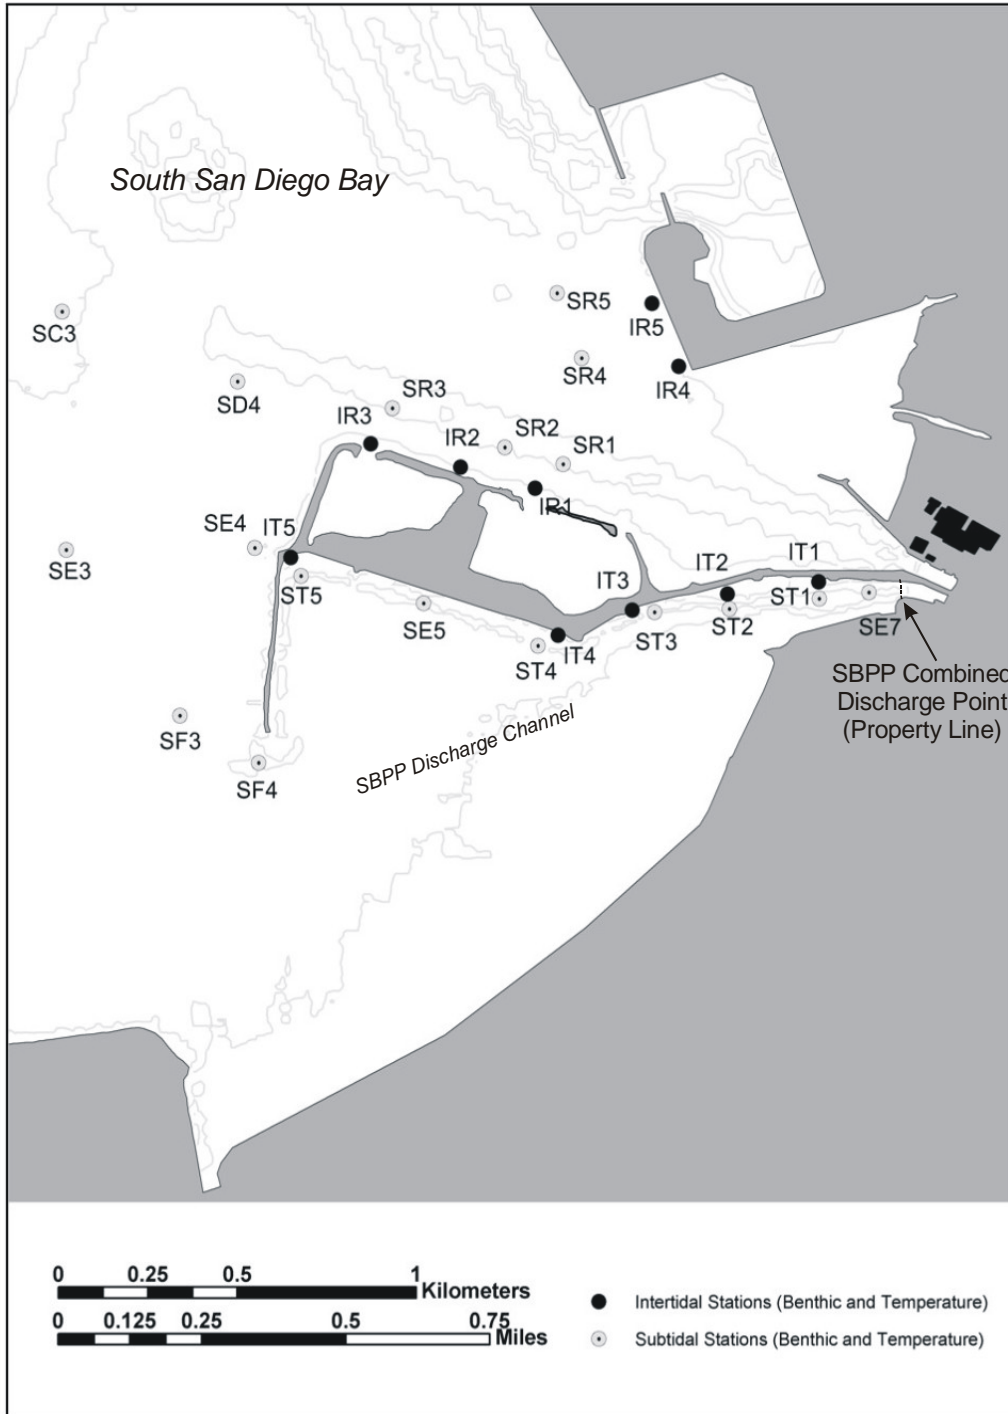 South San Diego Bay
SR5
IR5
SC3
SR4
IR4
SD4
SR3
IR3
SR2
IR2
SR1
IR1
SE4
IT5
SE3
IT3
IT2
IT1
ST5
SE5
ST1
SE7
ST3
ST2
IT4
ST4
SBPP Combined
Discharge Point
(Property Line)
SF3
SBPP Discharge Channel
SF4
0 0.25 0.5 1
Kilometers
0 0.125 0.25 0.5 0.75
Miles
Intertidal Stations (Benthic and Temperature)
Subtidal Stations (Benthic and Temperature)